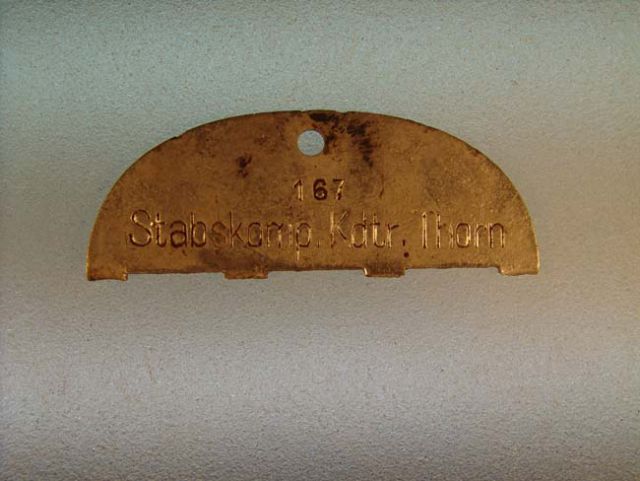 167
Stabskomp. Kdtr. Thorn